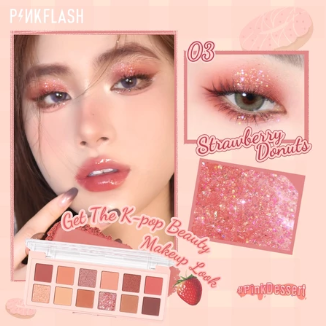 PINKFLASH
03
Strawberry
Donuts
Get The K-pop Beauty
Makeup Look
#PinkDessert